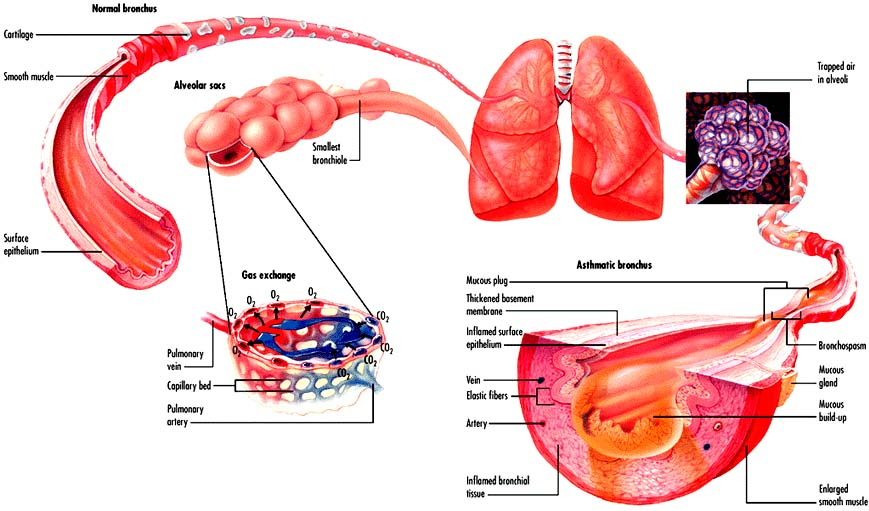 Normal bronchus
Cartilage
Smooth muscle
Surface
epithelium
Alveolar sacs
Smallest
bronchiole
Gas exchange
O2
O2
O2
O2
O2
CO2
CO2
CO2
CO2
Pulmonary
vein
Capillary bed
Pulmonary
artery
Trapped air
in alveoli
Asthmatic bronchus
Mucous plug
Thickened basement
membrane
Inflamed surface
epithelium
Vein
Elastic fibers
Artery
Inflamed bronchial
tissue
Bronchospasm
Mucous
gland
Mucous
build-up
Enlarged
smooth muscle